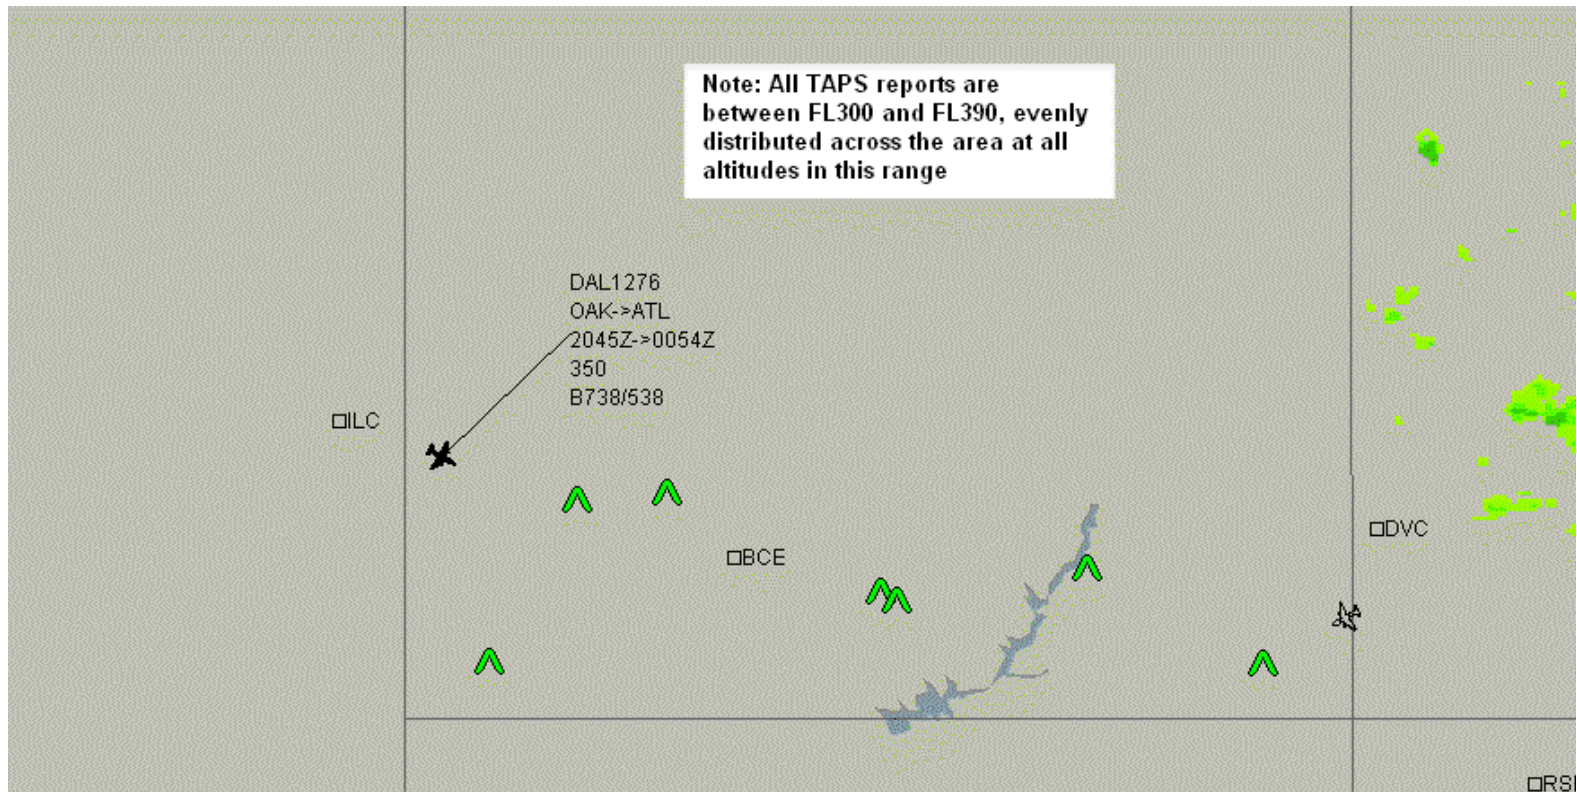 Note: All TAPS reports are
between FL300 and FL390, evenly
distributed across the area at all
altitudes in this range
DAL1276
OAK->ATL
2045Z->0054Z
350
B738/538
ILC
DVC
BCE